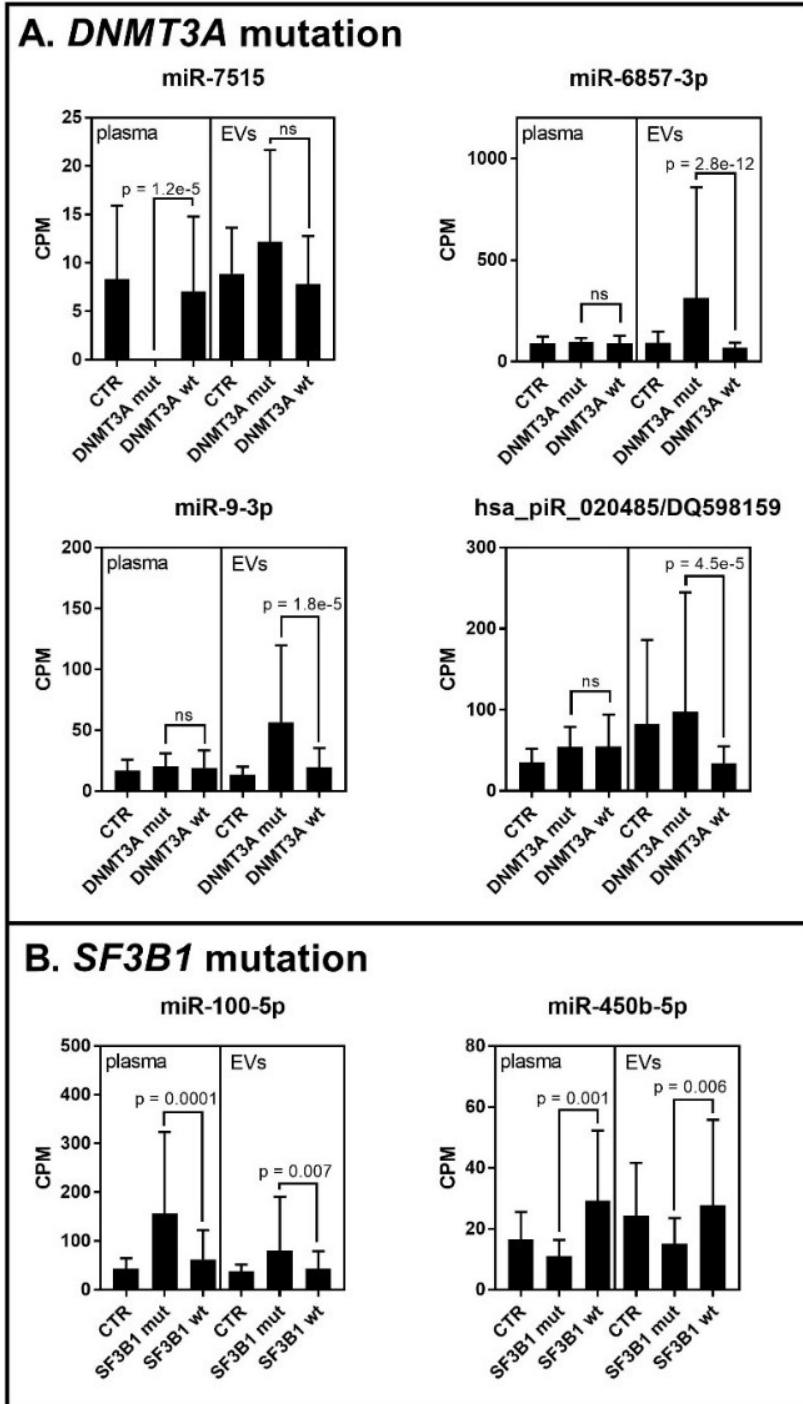 A. DNMT3A mutation
miR-7515
CPM
25
20
15
10
5
0
plasma
EVs
p = 1.2e-5
ns
CTR
DNMT3A mut
DNMT3A wt
CTR
DNMT3A mut
DNMT3A wt
miR-6857-3p
CPM
1000
500
0
plasma
EVs
ns
p = 2.8e-12
CTR
DNMT3A mut
DNMT3A wt
CTR
DNMT3A mut
DNMT3A wt
miR-9-3p
CPM
200
150
100
50
0
plasma
EVs
ns
p = 1.8e-5
CTR
DNMT3A mut
DNMT3A wt
CTR
DNMT3A mut
DNMT3A wt
hsa_piR_020485/DQ598159
CPM
300
200
100
0
ns
p = 4.5e-5
CTR
DNMT3A mut
DNMT3A wt
CTR
DNMT3A mut
DNMT3A wt
B. SF3B1 mutation
miR-100-5p
CPM
500
400
300
200
100
0
plasma
EVs
p = 0.0001
p = 0.007
CTR
SF3B1 mut
SF3B1 wt
CTR
SF3B1 mut
SF3B1 wt
miR-450b-5p
CPM
80
60
40
20
0
plasma
EVs
p = 0.001
p = 0.006
CTR
SF3B1 mut
SF3B1 wt
CTR
SF3B1 mut
SF3B1 wt